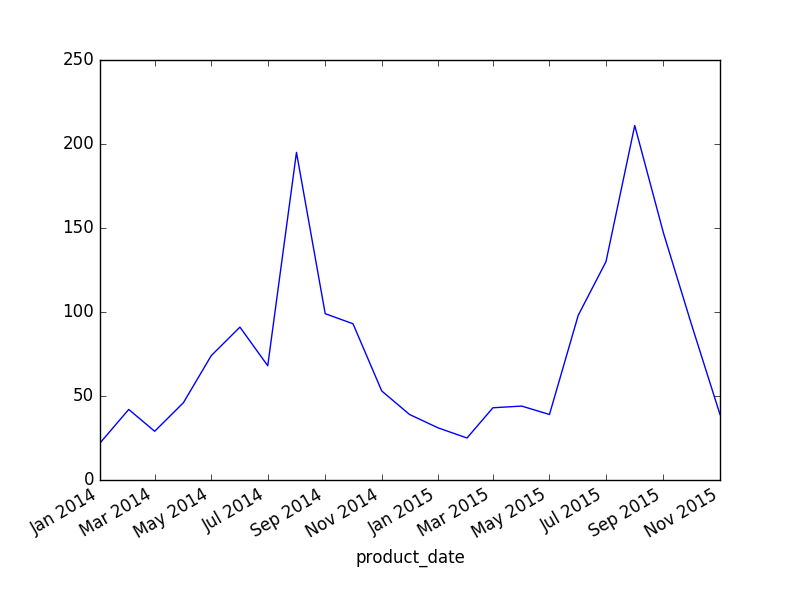 250
200
150
100
50
0
Jan 2014
Mar 2014
May 2014
Jul 2014
Sep 2014
Nov 2014
Jan 2015
Mar 2015
May 2015
Jul 2015
Sep 2015
Nov 2015
product_date